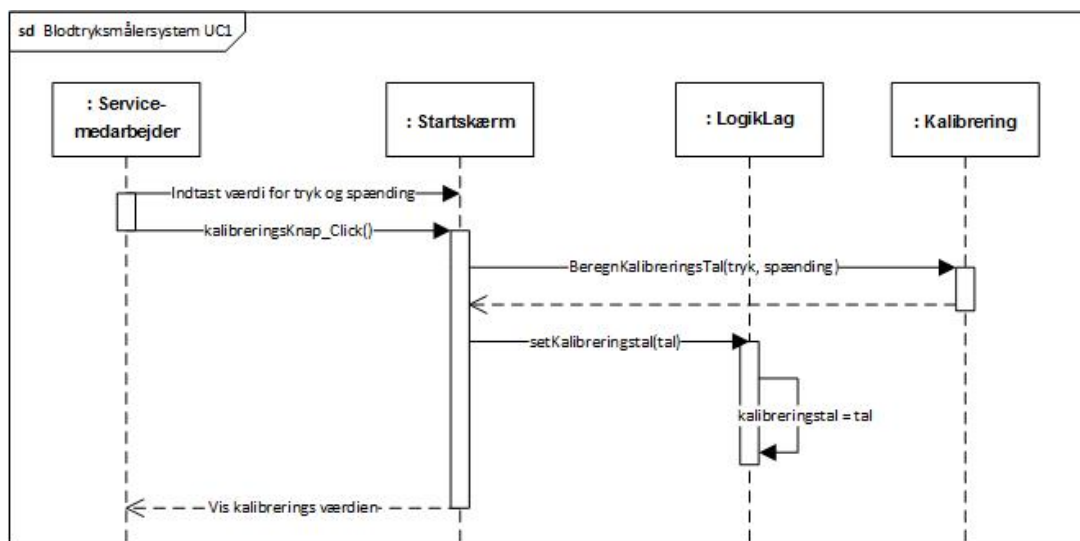 sd Blodtryksmålersystem UC1
: Service-
medarbejder
: Startskærm
: LogikLag
: Kalibrering
Indtast værdi for tryk og spænding
kalibreringsKnap_Click()
BeregnKalibreringsTal(tryk, spænding)
setKalibreringstal(tal)
kalibreringstal = tal
Vis kalibrerings værdien